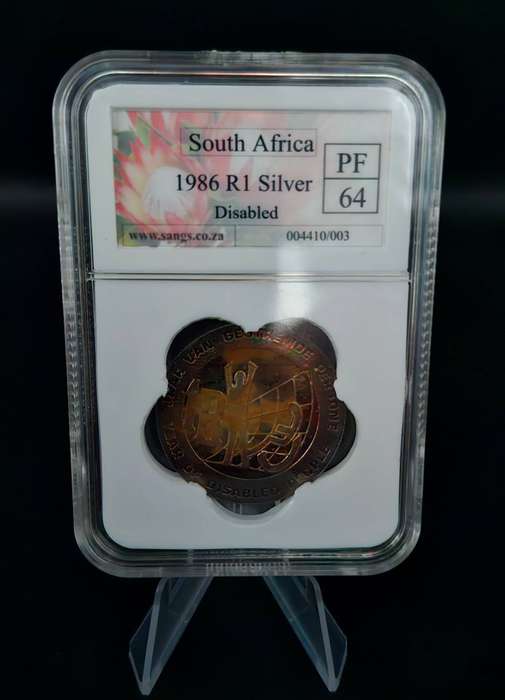 South Africa
1986 R1 Silver
Disabled
PF
64
www.sangs.co.za
004410/003
JAAR VAN GESTREMDE PERSONE
YEAR OF DISABLED PEOPLE